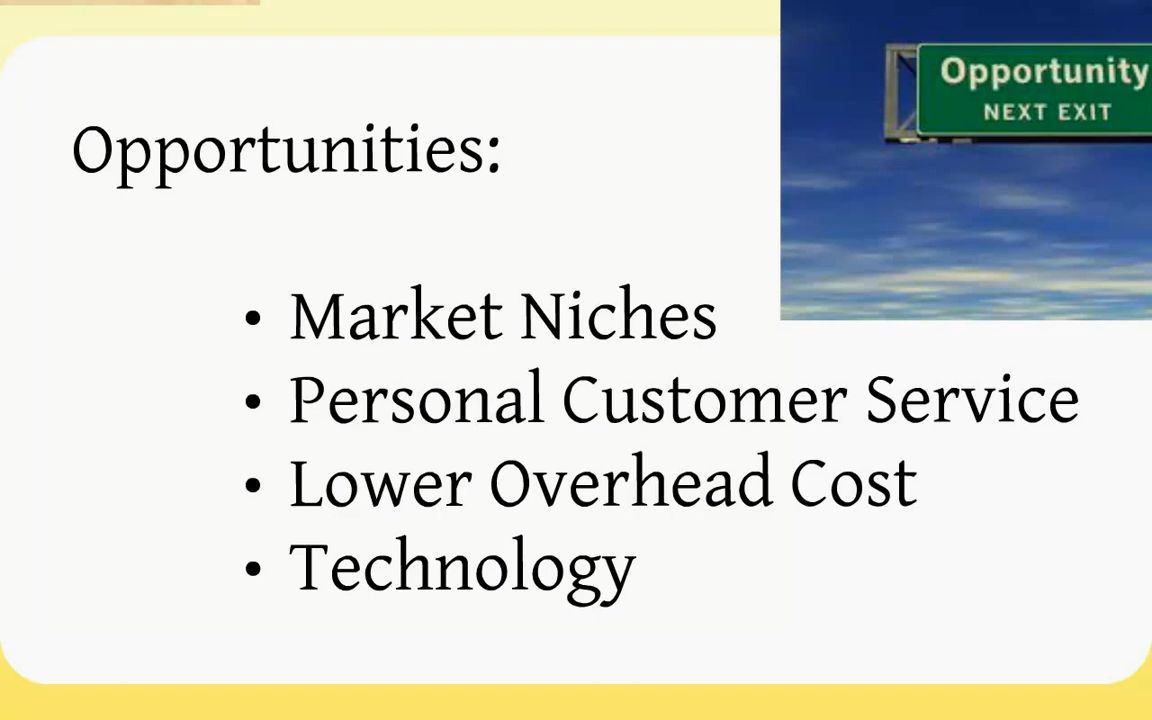 Opportunity
NEXT EXIT
Opportunities:
• Market Niches
• Personal Customer Service
• Lower Overhead Cost
• Technology